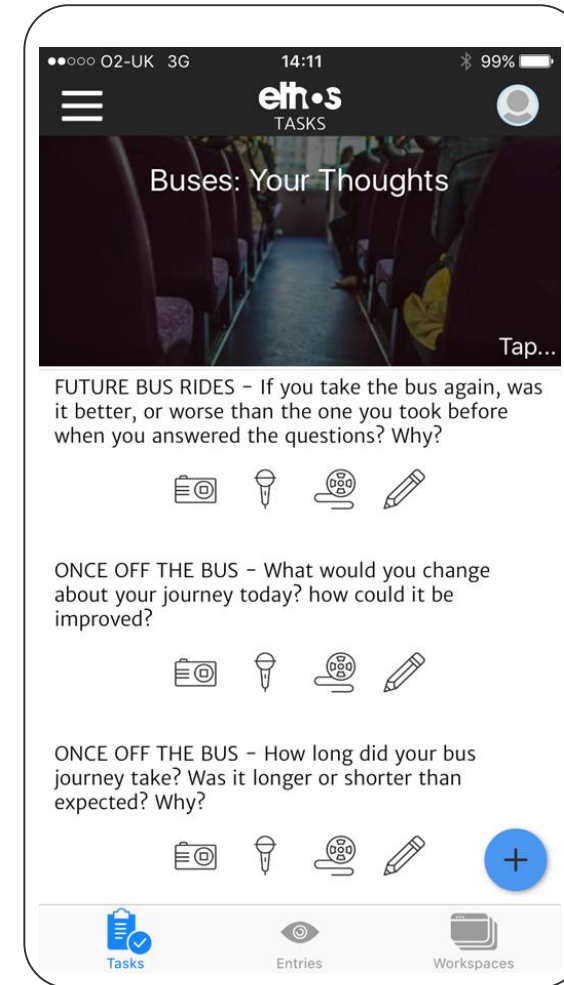 O2-UK 3G 14:11 99%
ethos
TASKS
Buses: Your Thoughts
Tap...
FUTURE BUS RIDES – If you take the bus again, was
it better, or worse than the one you took before
when you answered the questions? Why?
ONCE OFF THE BUS – What would you change
about your journey today? how could it be
improved?
ONCE OFF THE BUS – How long did your bus
journey take? Was it longer or shorter than
expected? Why?
+
Tasks Entries Workspaces